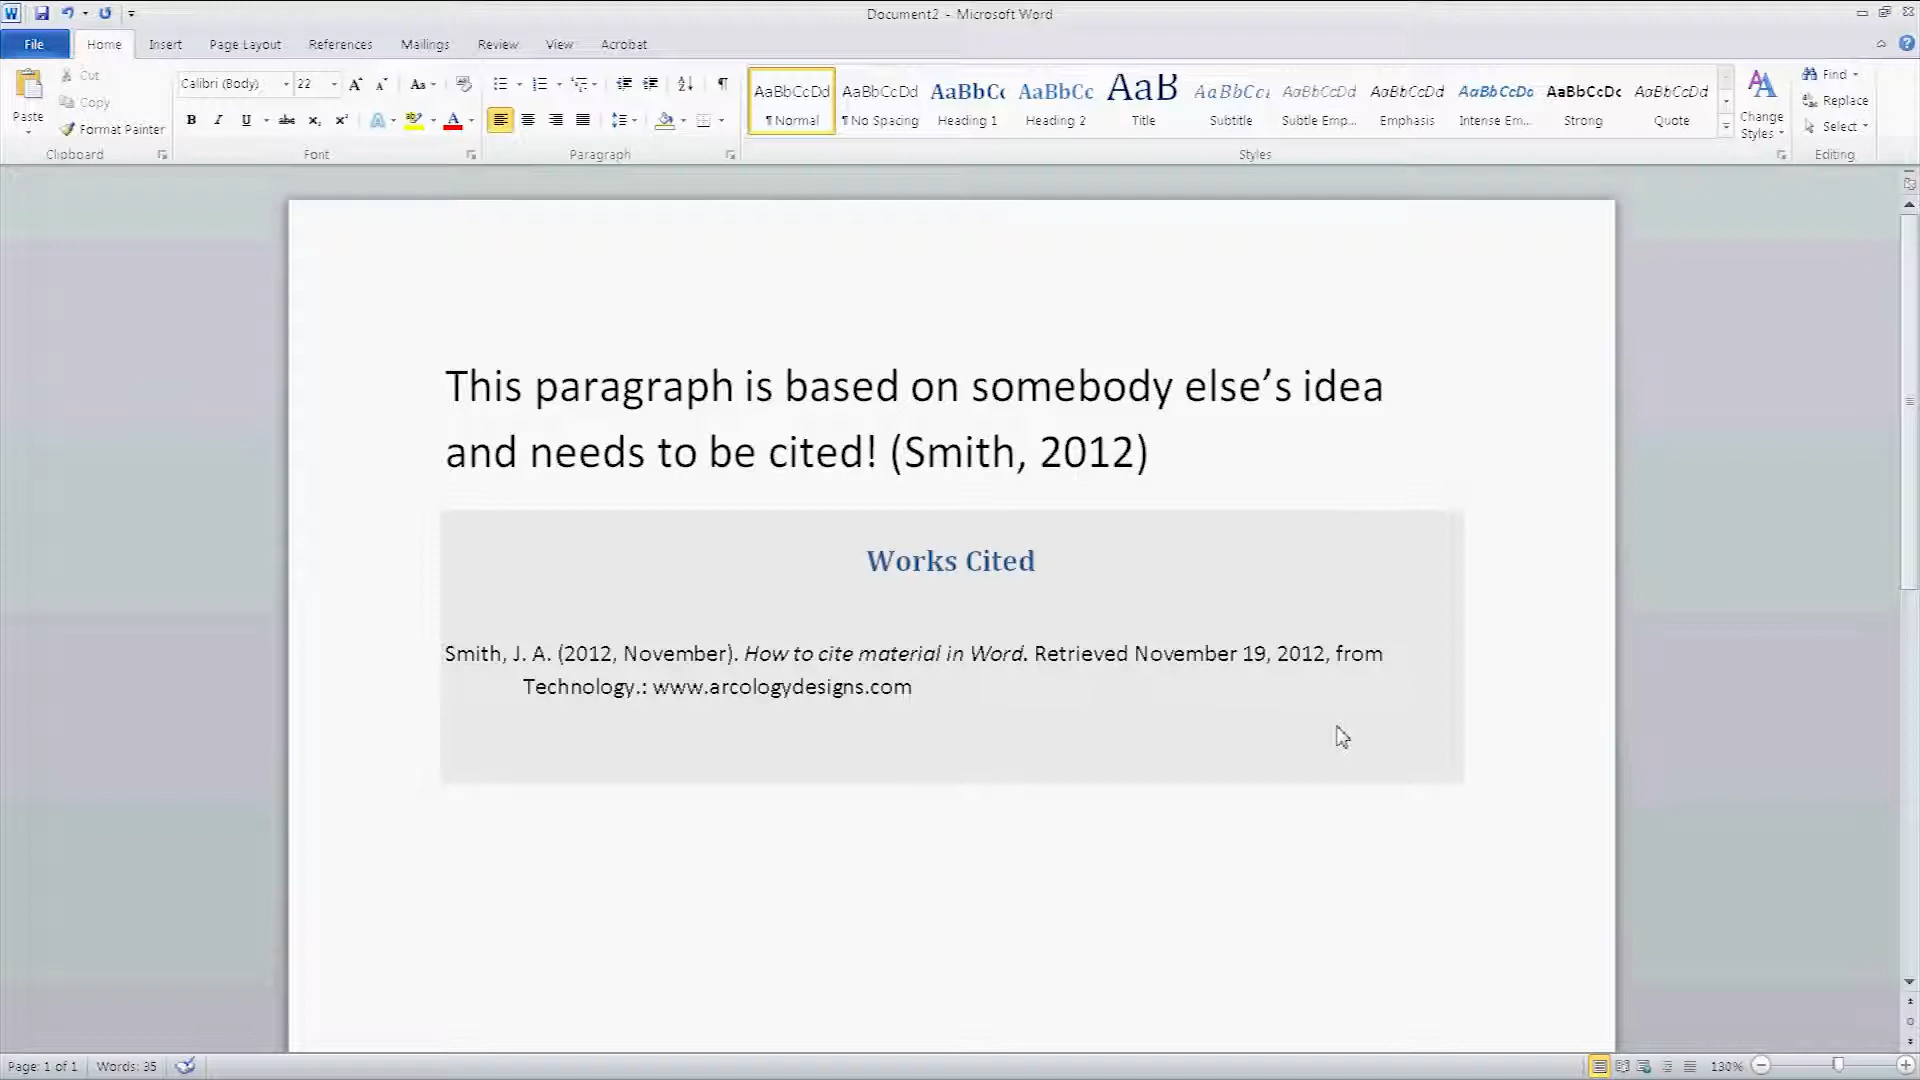 Document2 - Microsoft Word
File Home Insert Page Layout References Mailings Review View Acrobat
Paste
Cut
Copy
Format Painter
Clipboard
Calibri (Body) 22
Font
Paragraph
AaBbCcDd AaBbCcDd AaBbCc AaBbCc AaB AaBbCc AaBbCcDd AaBbCcDd AaBbCcDd AaBbCcDc AaBbCcDd
¶ Normal ¶ No Spacing Heading 1 Heading 2 Title Subtitle Subtle Emp... Emphasis Intense Em... Strong Quote
Styles
Change
Styles
Find
Replace
Select
Editing
This paragraph is based on somebody else’s idea
and needs to be cited! (Smith, 2012)
Works Cited
Smith, J. A. (2012, November). How to cite material in Word. Retrieved November 19, 2012, from
Technology.: www.arcologydesigns.com
Page: 1 of 1 Words: 35 130%